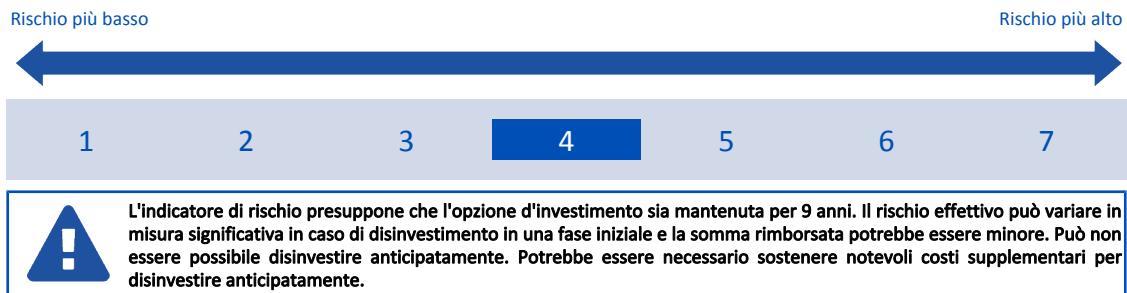 Rischio più basso Rischio più alto
1 2 3 4 5 6 7
L'indicatore di rischio presuppone che l'opzione d'investimento sia mantenuta per 9 anni. Il rischio effettivo può variare in
misura significativa in caso di disinvestimento in una fase iniziale e la somma rimborsata potrebbe essere minore. Può non
essere possibile disinvestire anticipatamente. Potrebbe essere necessario sostenere notevoli costi supplementari per
disinvestire anticipatamente.